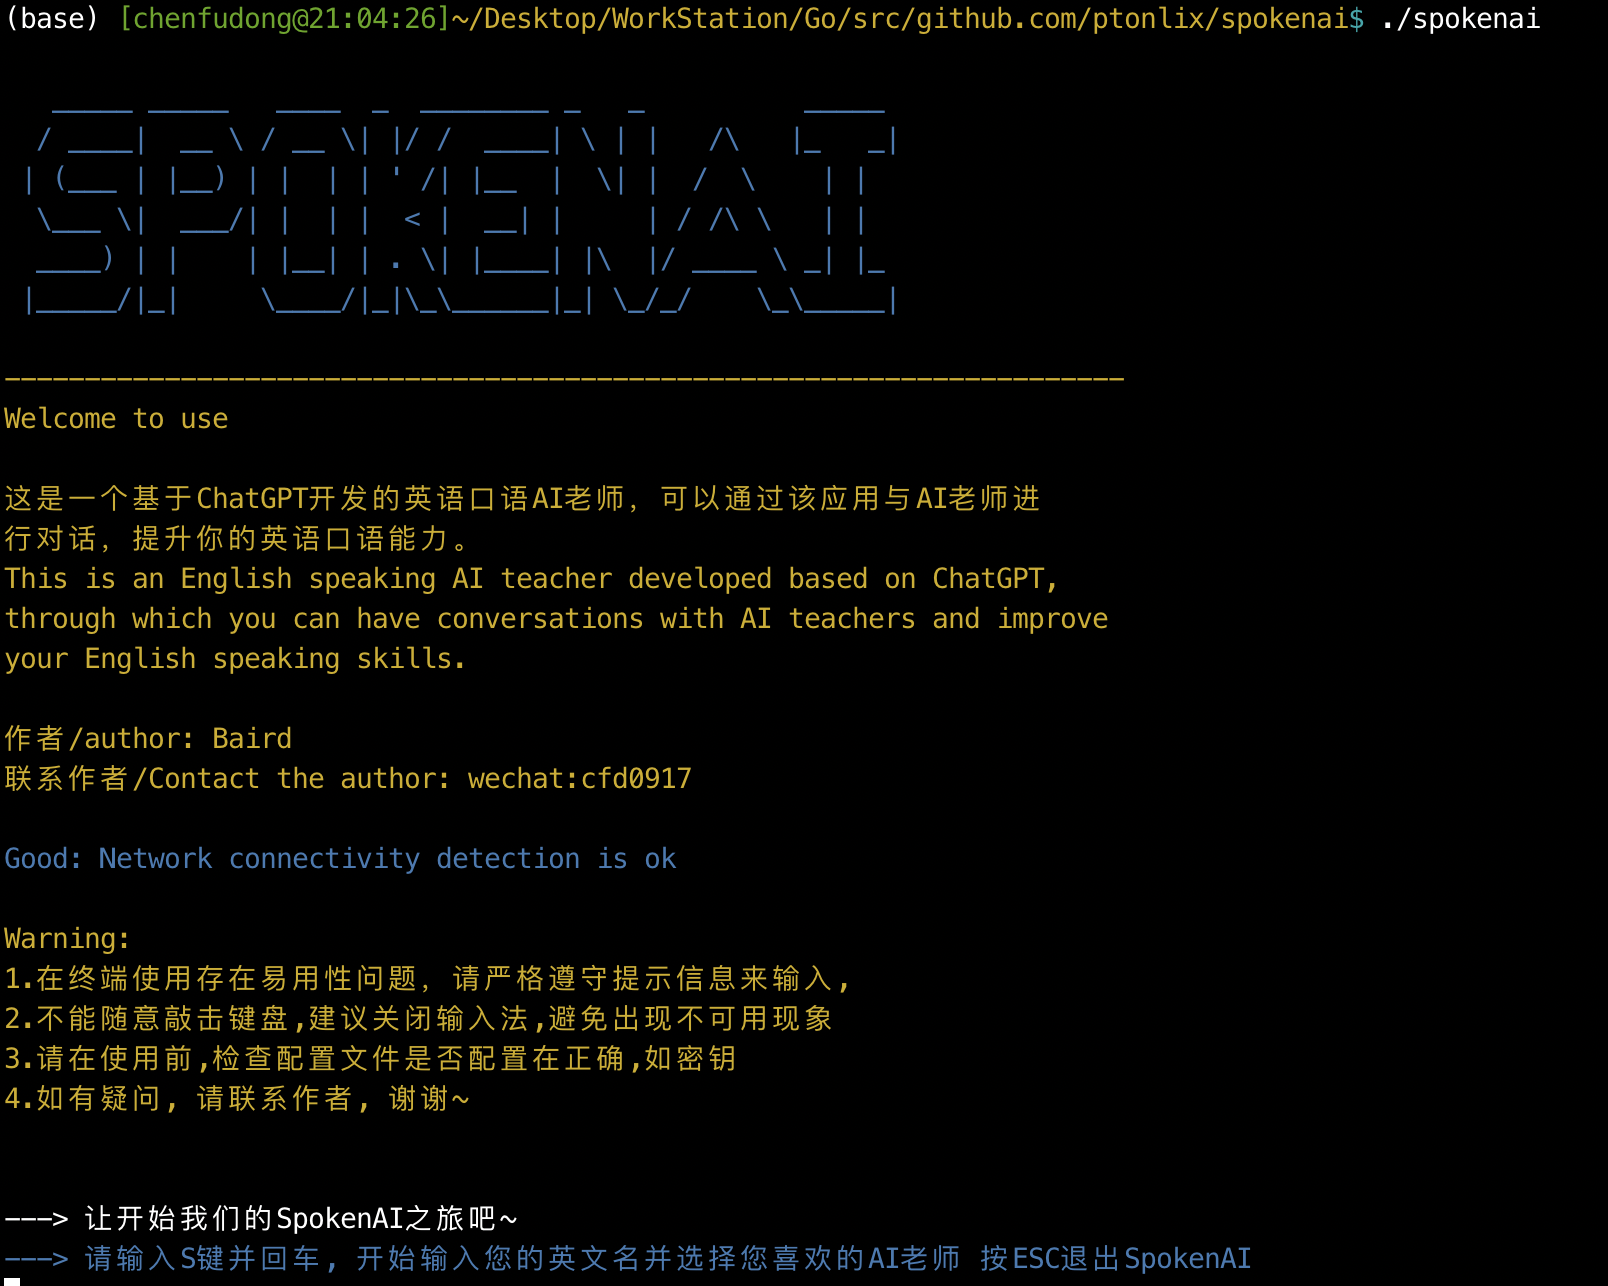 (base) [chenfudong@21:04:26]~/Desktop/WorkStation/Go/src/github.com/ptonlix/spokenai$ ./spokenai
SPOKENAI
----------------------------------------------------------------------
Welcome to use
这是一个基于ChatGPT开发的英语口语AI老师，可以通过该应用与AI老师进
行对话，提升你的英语口语能力。
This is an English speaking AI teacher developed based on ChatGPT,
through which you can have conversations with AI teachers and improve
your English speaking skills.
作者/author: Baird
联系作者/Contact the author: wechat:cfd0917
Good: Network connectivity detection is ok
Warning:
1.在终端使用存在易用性问题，请严格遵守提示信息来输入,
2.不能随意敲击键盘,建议关闭输入法,避免出现不可用现象
3.请在使用前,检查配置文件是否配置在正确,如密钥
4.如有疑问, 请联系作者, 谢谢~
---> 让开始我们的SpokenAI之旅吧~
---> 请输入S键并回车, 开始输入您的英文名并选择您喜欢的AI老师 按ESC退出SpokenAI